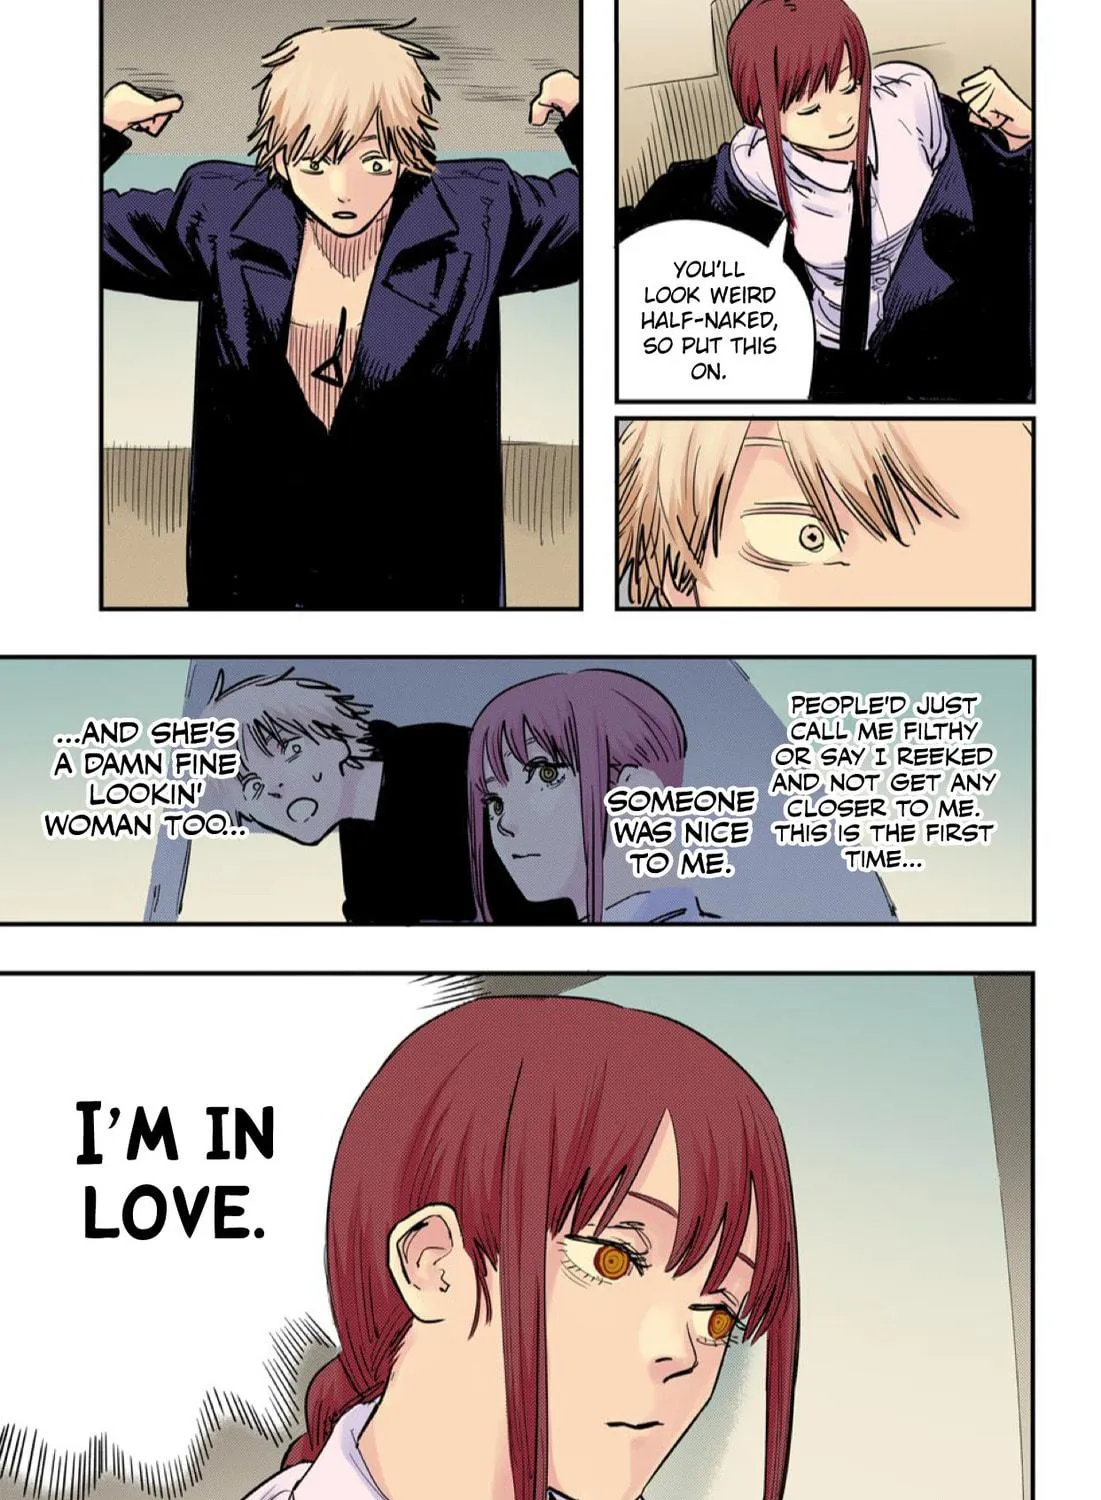 YOU'LL
LOOK WEIRD
HALF-NAKED,
SO PUT THIS
ON.
PEOPLE'D JUST
CALL ME FILTHY
OR SAY I REEKED
AND NOT GET ANY
CLOSER TO ME.
THIS IS THE FIRST
TIME...
SOMEONE
WAS NICE
TO ME.
...AND SHE'S
A DAMN FINE
LOOKIN'
WOMAN TOO...
I'M IN
LOVE.